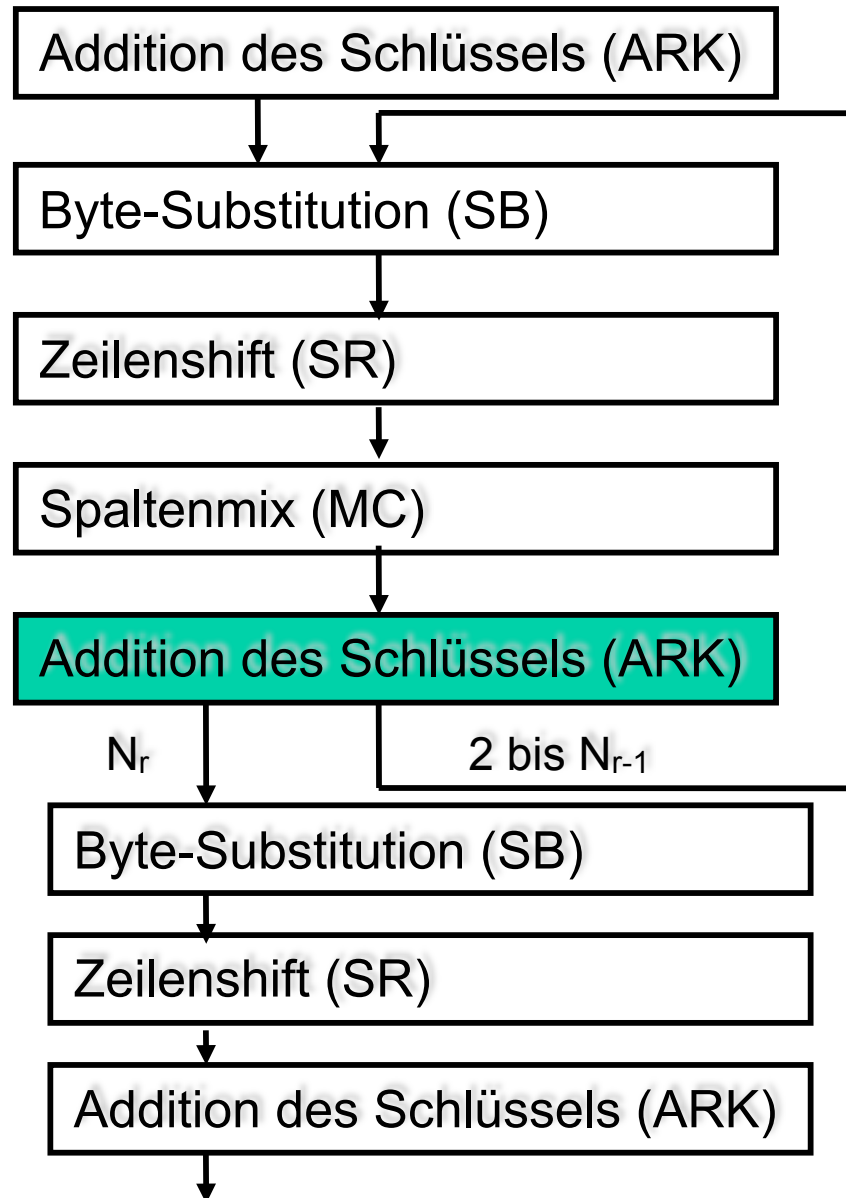 Addition des Schlüssels (ARK)
Byte-Substitution (SB)
Zeilenshift (SR)
Spaltenmix (MC)
Addition des Schlüssels (ARK)
Nr 2 bis Nr-1
Byte-Substitution (SB)
Zeilenshift (SR)
Addition des Schlüssels (ARK)